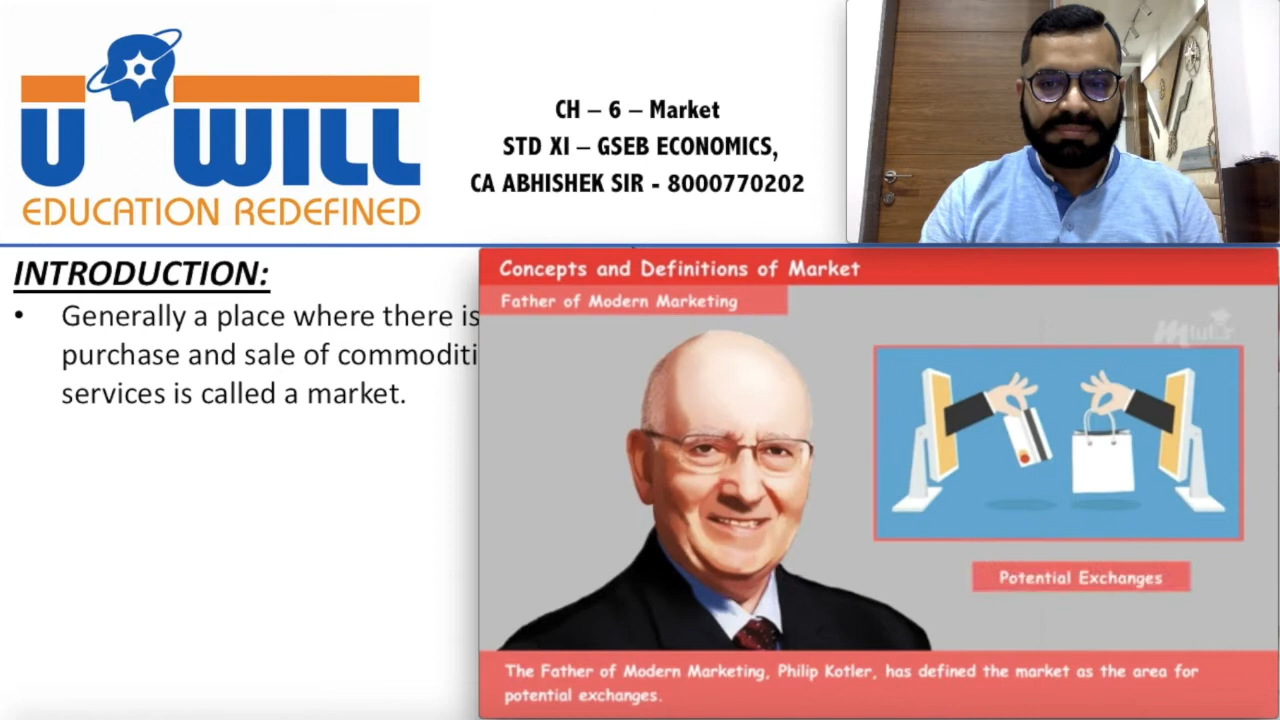 U WILL
EDUCATION REDEFINED
CH – 6 – Market
STD XI – GSEB ECONOMICS,
CA ABHISHEK SIR - 8000770202
INTRODUCTION:
• Generally a place where there is
purchase and sale of commoditi
services is called a market.
Concepts and Definitions of Market
Father of Modern Marketing
Potential Exchanges
The Father of Modern Marketing, Philip Kotler, has defined the market as the area for
potential exchanges.